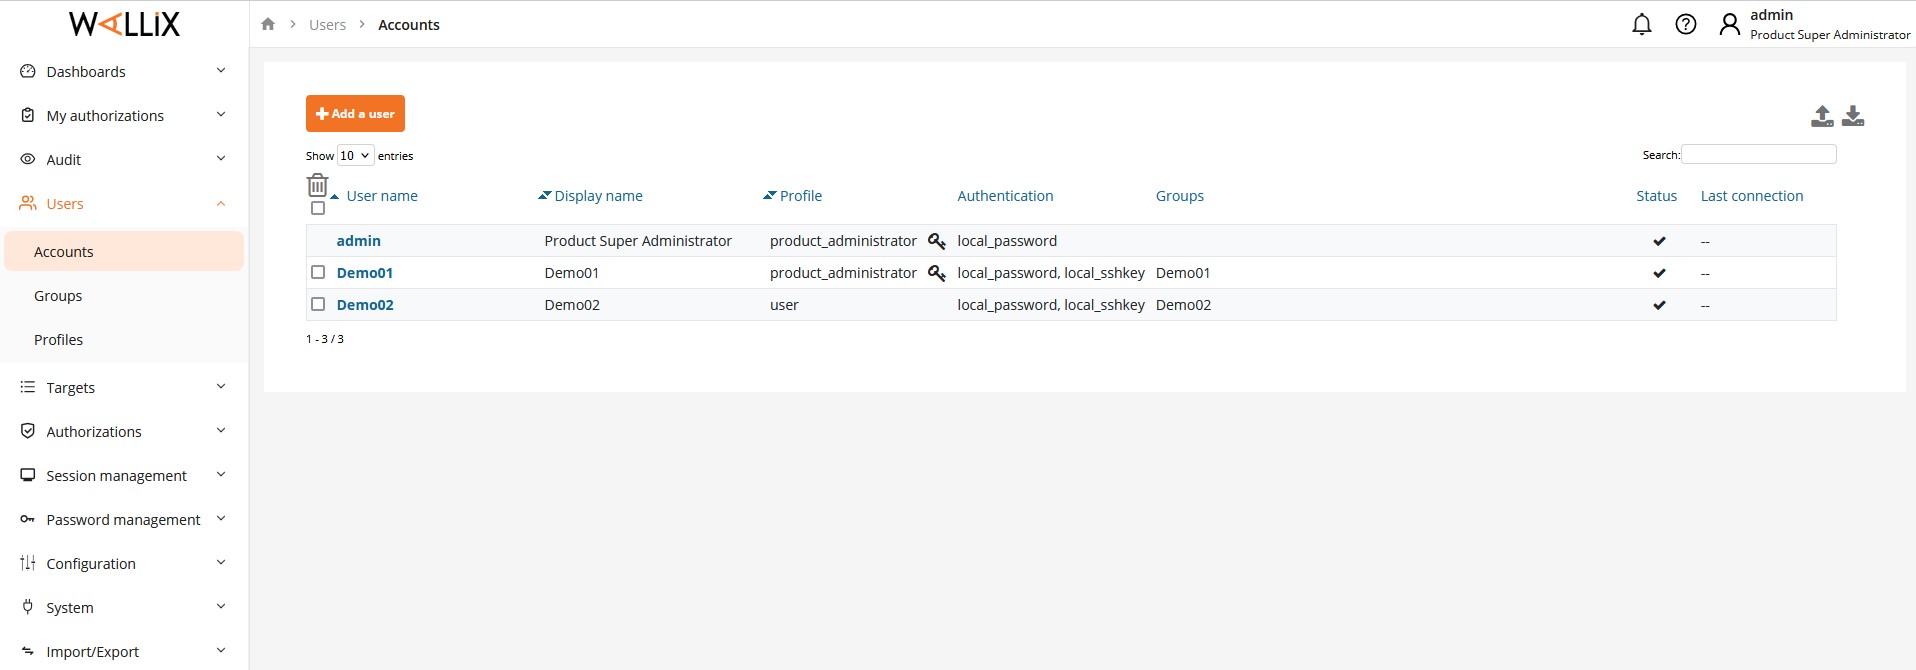 WALLIX
Users
Accounts
admin
Product Super Administrator
Dashboards
My authorizations
Audit
Users
Accounts
Groups
Profiles
Targets
Authorizations
Session management
Password management
Configuration
System
Import/Export
Add a user
Show 10 entries
Search:
User name Display name Profile Authentication Groups Status Last connection
admin Product Super Administrator product_administrator local_password --
Demo01 Demo01 product_administrator local_password, local_sshkey Demo01 --
Demo02 Demo02 user local_password, local_sshkey Demo02 --
1 - 3 / 3